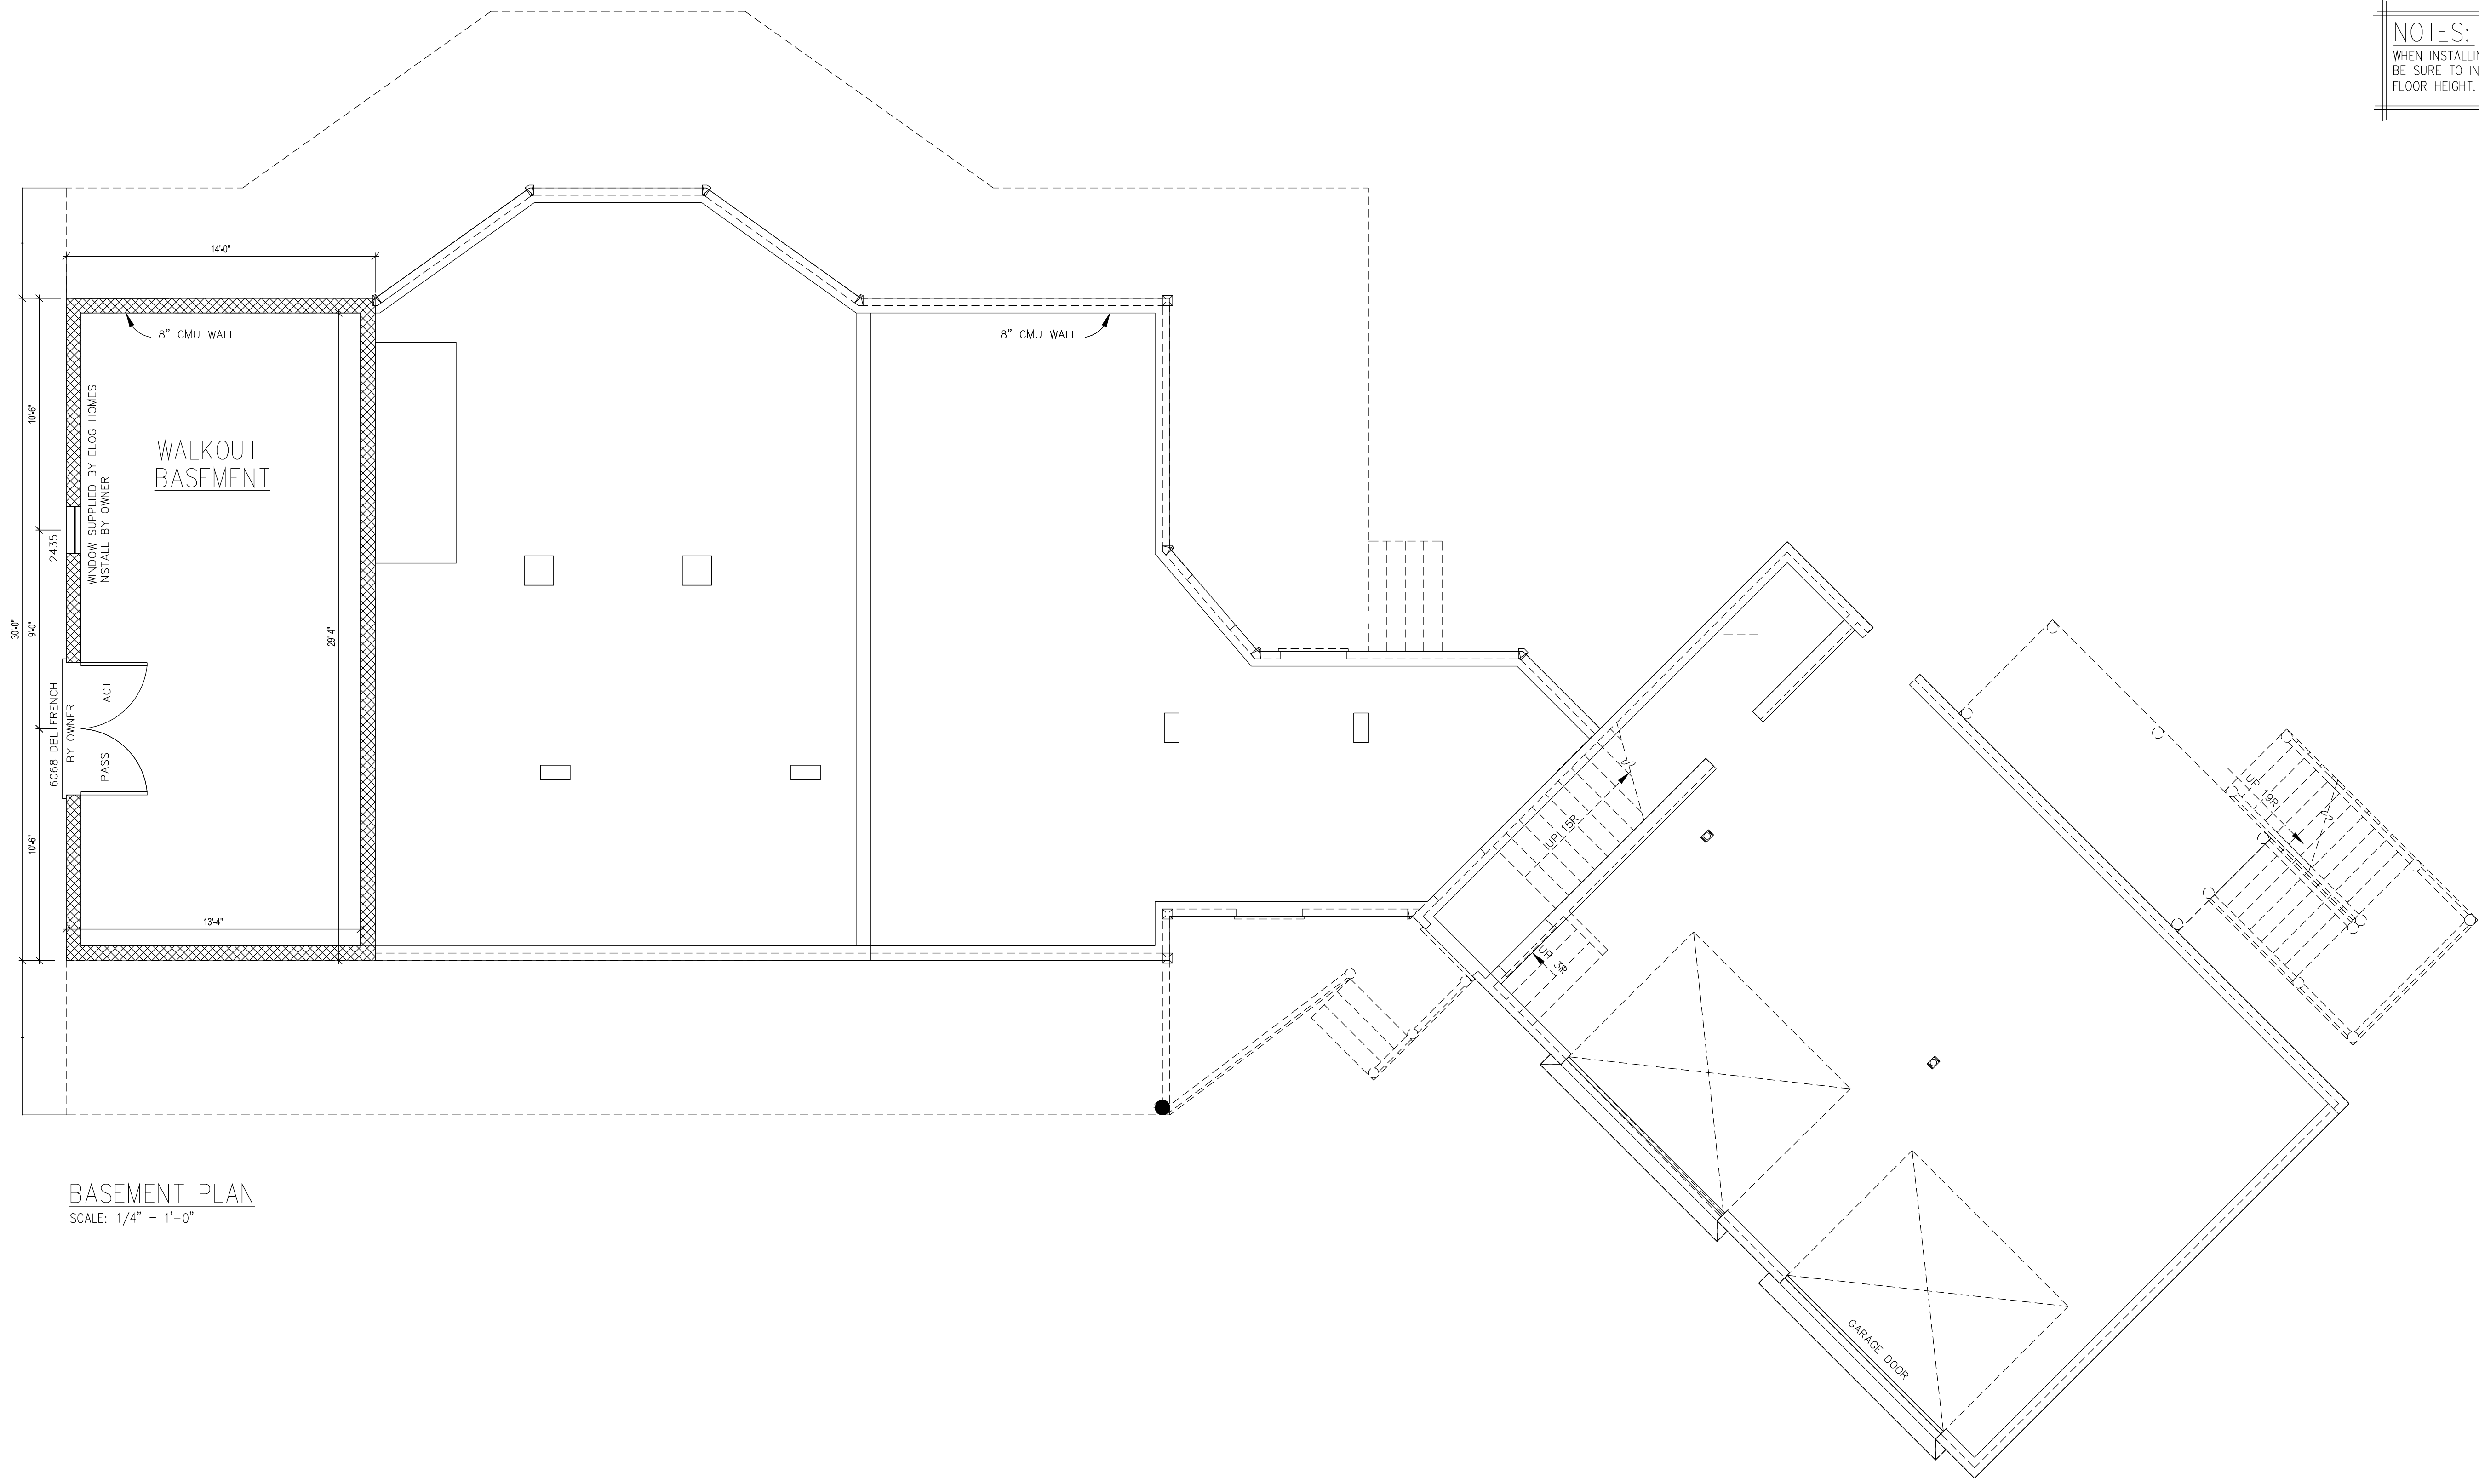 NOTES:
WHEN INSTALLIN
BE SURE TO IN
FLOOR HEIGHT.
14'-0"
8" CMU WALL
8" CMU WALL
10'-6"
WINDOW SUPPLIED BY ELOG HOMES
INSTALL BY OWNER
WALKOUT
BASEMENT
2435
30'-0"
9'-0"
29'-4"
6068 DBL FRENCH
BY OWNER
ACT
PASS
10'-6"
13'-4"
UP 15R
UP 3R
UP 19R
GARAGE DOOR
BASEMENT PLAN
SCALE: 1/4" = 1'-0"